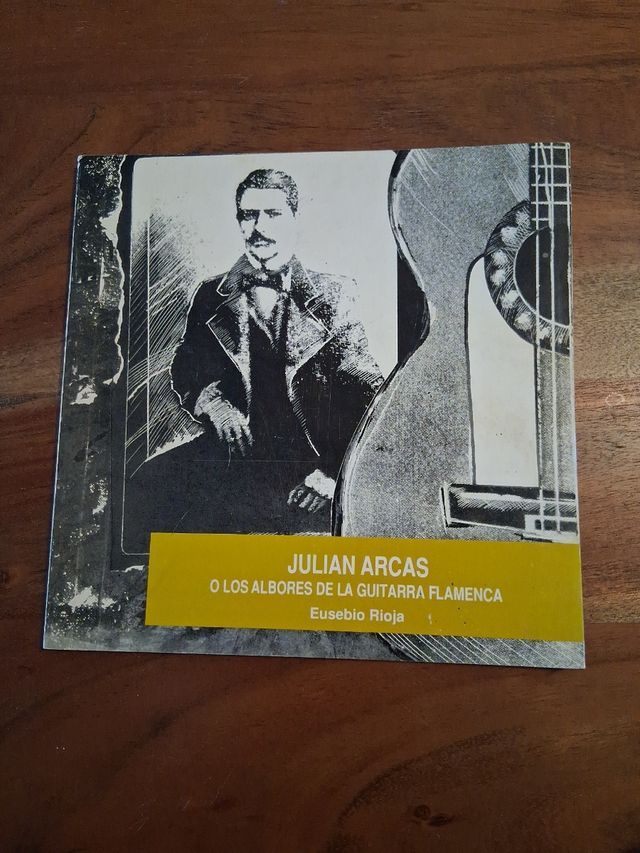 JULIAN ARCAS
O LOS ALBORES DE LA GUITARRA FLAMENCA
Eusebio Rioja